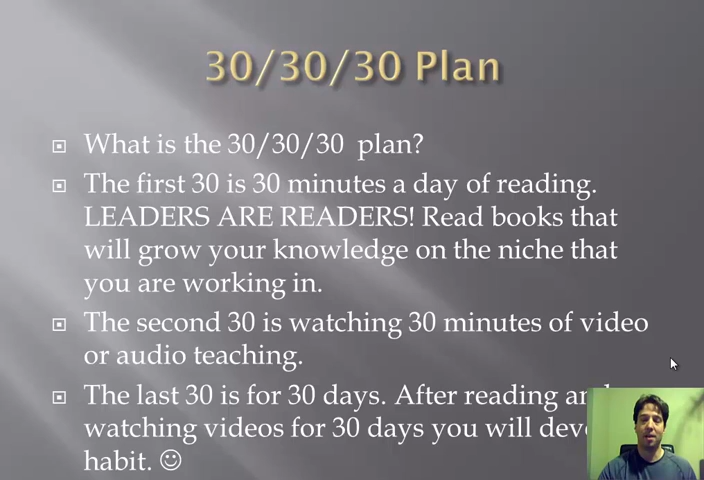 30/30/30 Plan
What is the 30/30/30 plan?
The first 30 is 30 minutes a day of reading.
LEADERS ARE READERS! Read books that
will grow your knowledge on the niche that
you are working in.
The second 30 is watching 30 minutes of video
or audio teaching.
The last 30 is for 30 days. After reading and
watching videos for 30 days you will
habit. ☺